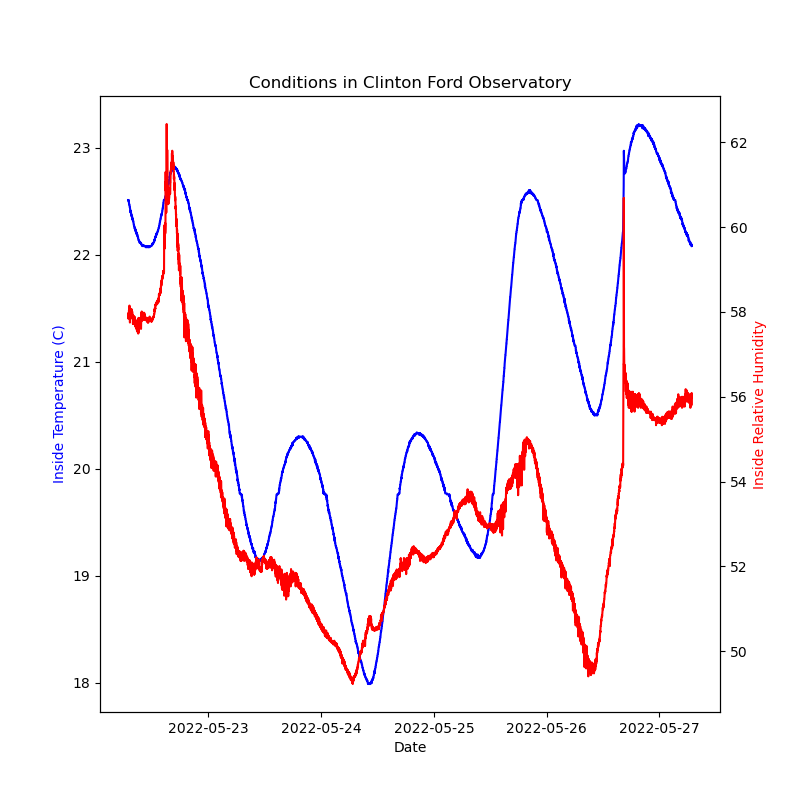 Conditions in Clinton Ford Observatory
23
22
21
20
19
18
Inside Temperature (C)
62
60
58
56
54
52
50
Inside Relative Humidity
2022-05-23 2022-05-24 2022-05-25 2022-05-26 2022-05-27
Date